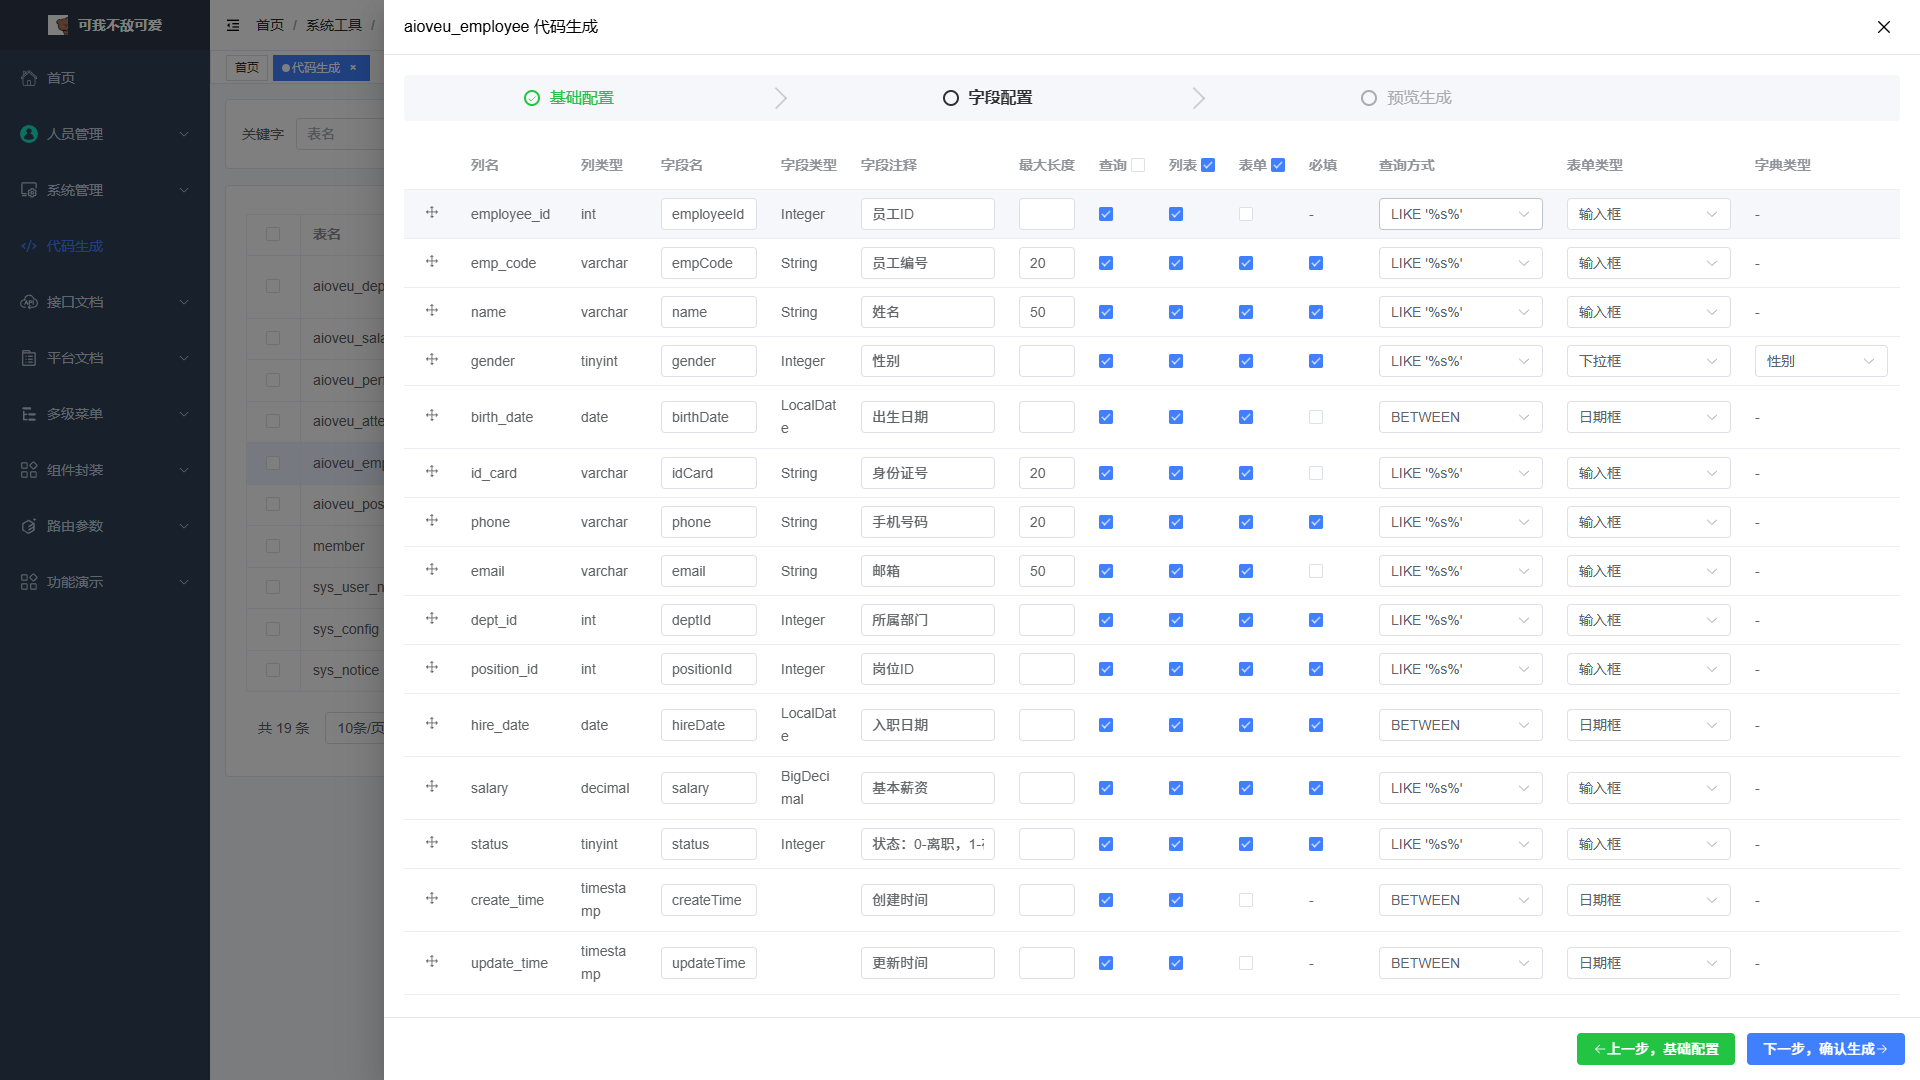 可我不敌可爱
首页
人员管理
系统管理
代码生成
接口文档
平台文档
多级菜单
组件封装
路由参数
功能演示
首页 / 系统工具 /
首页 代码生成 ×
关键字 表名
表名
aioveu_dep
aioveu_sala
aioveu_per
aioveu_atte
aioveu_emp
aioveu_pos
member
sys_user_n
sys_config
sys_notice
共 19 条 10条/页
aioveu_employee 代码生成
基础配置 字段配置 预览生成
列名 列类型 字段名 字段类型 字段注释 最大长度 查询 列表 表单 必填 查询方式 表单类型 字典类型
employee_id int employeeId Integer 员工ID - LIKE '%s%' 输入框 -
emp_code varchar empCode String 员工编号 20 LIKE '%s%' 输入框 -
name varchar name String 姓名 50 LIKE '%s%' 输入框 -
gender tinyint gender Integer 性别 LIKE '%s%' 下拉框 性别
birth_date date birthDate LocalDate 出生日期 BETWEEN 日期框 -
id_card varchar idCard String 身份证号 20 LIKE '%s%' 输入框 -
phone varchar phone String 手机号码 20 LIKE '%s%' 输入框 -
email varchar email String 邮箱 50 LIKE '%s%' 输入框 -
dept_id int deptId Integer 所属部门 LIKE '%s%' 输入框 -
position_id int positionId Integer 岗位ID LIKE '%s%' 输入框 -
hire_date date hireDate LocalDate 入职日期 BETWEEN 日期框 -
salary decimal salary BigDecimal 基本薪资 LIKE '%s%' 输入框 -
status tinyint status Integer 状态：0-离职，1- LIKE '%s%' 输入框 -
create_time timestamp createTime 创建时间 - BETWEEN 日期框 -
update_time timestamp updateTime 更新时间 - BETWEEN 日期框 -
←上一步，基础配置 下一步，确认生成→